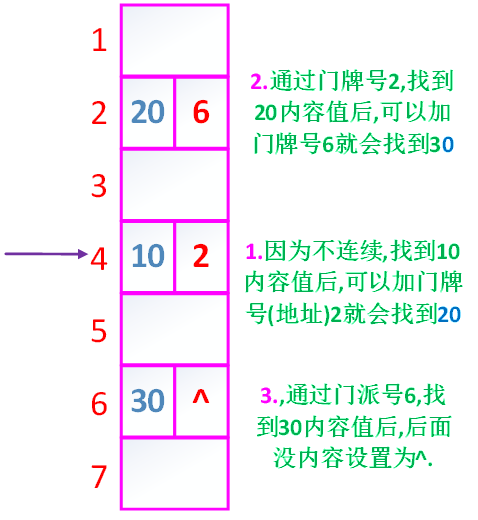 1
2.通过门牌号2,找到
20内容值后,可以加
门牌号6就会找到30
2 20 6
3
1.因为不连续,找到10
内容值后,可以加门牌
号(地址)2就会找到20
4 10 2
5
3.,通过门派号6,找
到30内容值后,后面
没内容设置为^.
6 30 ^
7